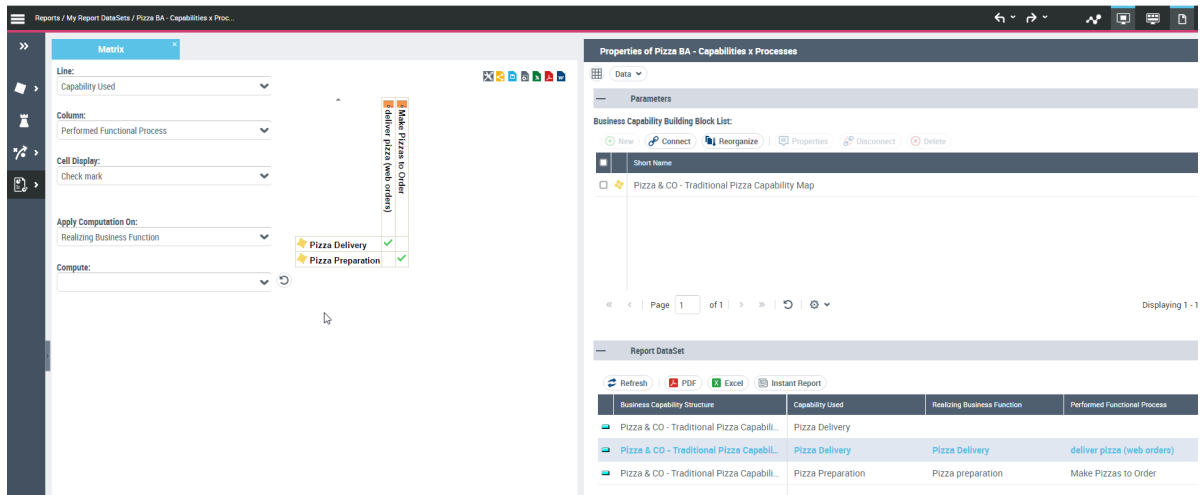 Reports / My Report DataSets / Pizza BA - Capabilities x Proc...
Matrix
Line:
Capability Used
Column:
Performed Functional Process
Cell Display:
Check mark
Apply Computation On:
Realizing Business Function
Compute:
deliver pizza (web orders)
Make Pizzas to Order
Pizza Delivery
Pizza Preparation
Properties of Pizza BA - Capabilities x Processes
Data
Parameters
Business Capability Building Block List:
New Connect Reorganize Properties Disconnect Delete
Short Name
Pizza & CO - Traditional Pizza Capability Map
Page 1 of 1 Displaying 1 - 1
Report DataSet
Refresh PDF Excel Instant Report
Business Capability Structure Capability Used Realizing Business Function Performed Functional Process
Pizza & CO - Traditional Pizza Capabili... Pizza Delivery
Pizza & CO - Traditional Pizza Capabil... Pizza Delivery Pizza Delivery deliver pizza (web orders)
Pizza & CO - Traditional Pizza Capabili... Pizza Preparation Pizza preparation Make Pizzas to Order